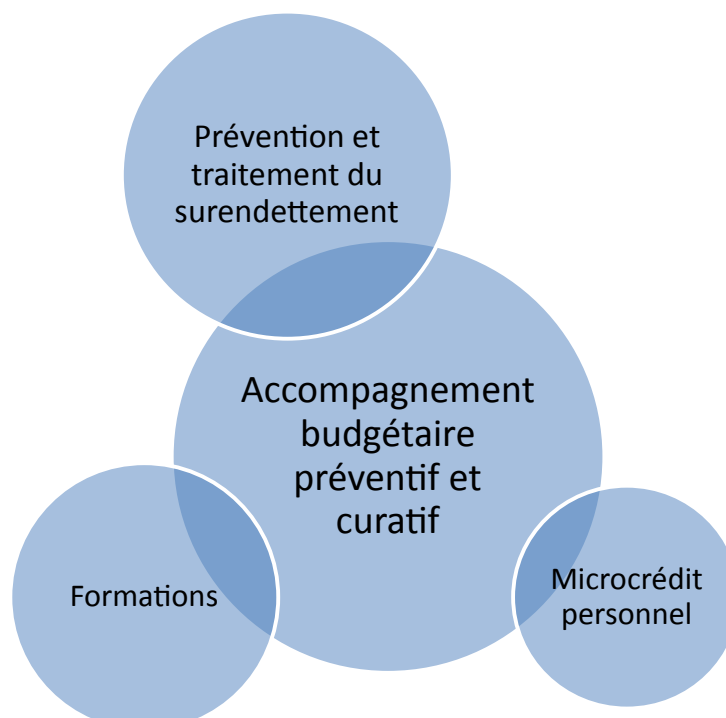 Prévention et
traitement du
surendettement
Accompagnement
budgétaire
préventif et
curatif
Formations
Microcrédit
personnel